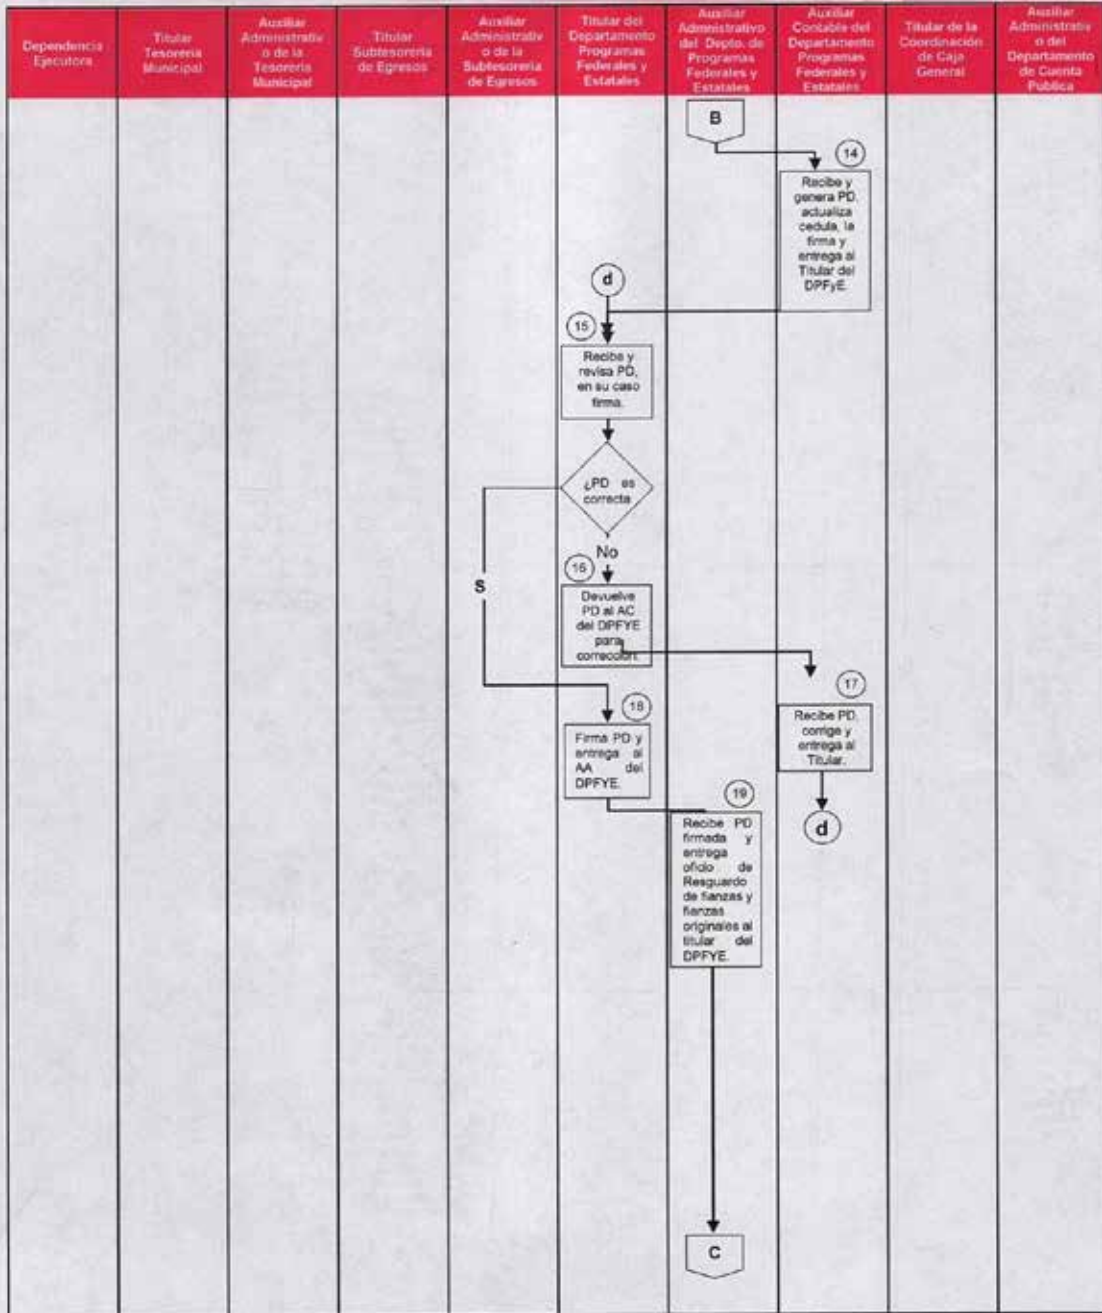 Dependencia
Ejecutora
Titular
Tesorería
Municipal
Auxiliar
Administrativ
o de la
Tesorería
Municipal
Titular
Subtesorería
de Egresos
Auxiliar
Administrativ
o de la
Subtesorería
de Egresos
Titular del
Departamento
Programas
Federales y
Estatales
Auxiliar
Administrativo
del Depto. de
Programas
Federales y
Estatales
Auxiliar
Contable del
Departamento
Programas
Federales y
Estatales
Titular de la
Coordinación
de Caja
General
Auxiliar
Administrativ
o del
Departamento
de Cuenta
Pública
B
14
Recibe y
genera PD,
actualiza
cedula, la
firma y
entrega al
Titular del
DPFyE.
d
15
Recibe y
revisa PD,
en su caso
firma.
¿PD es
correcta
No
S
16
Devuelve
PD al AC
del DPFYE
para
corrección.
17
Recibe PD,
corrige y
entrega al
Titular.
d
18
Firma PD y
entrega al
AA del
DPFYE.
19
Recibe PD
firmada y
entrega
oficio de
Resguardo
de fianzas y
fianzas
originales al
titular del
DPFYE.
C